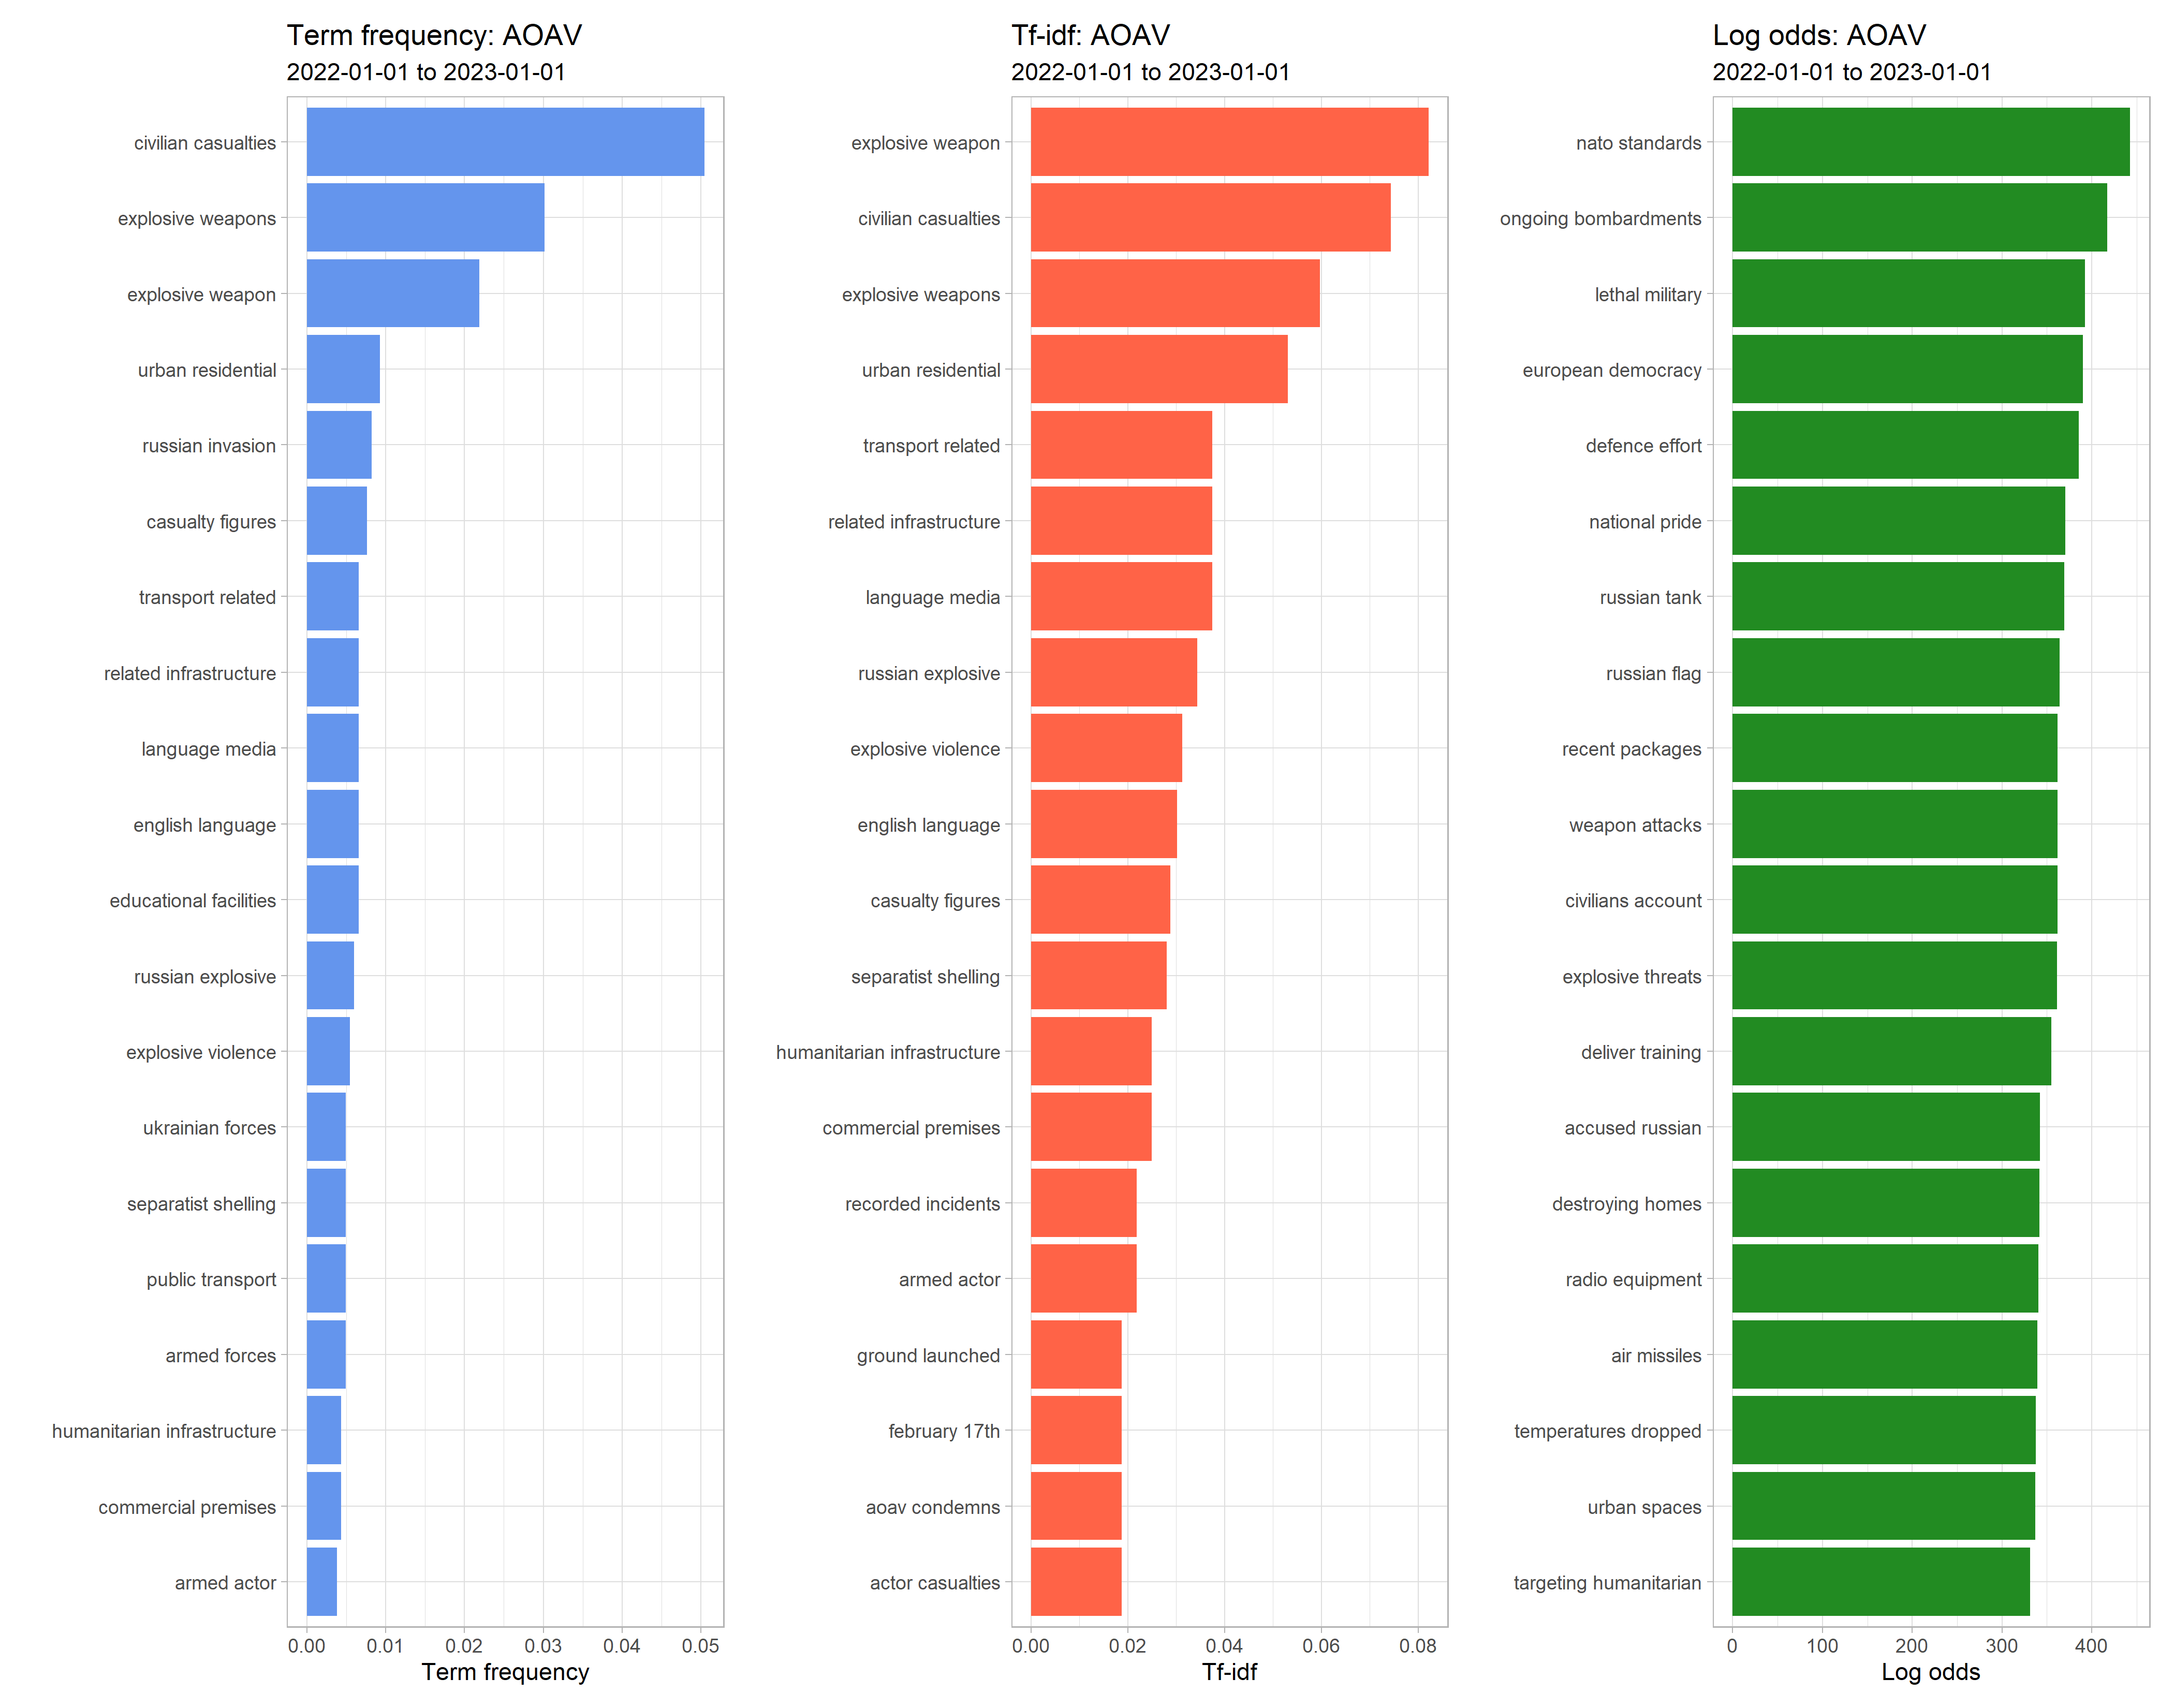 Term frequency: AOAV
2022-01-01 to 2023-01-01
civilian casualties
explosive weapons
explosive weapon
urban residential
russian invasion
casualty figures
transport related
related infrastructure
language media
english language
educational facilities
russian explosive
explosive violence
ukrainian forces
separatist shelling
public transport
armed forces
humanitarian infrastructure
commercial premises
armed actor
0.00 0.01 0.02 0.03 0.04 0.05
Term frequency
Tf-idf: AOAV
2022-01-01 to 2023-01-01
explosive weapon
civilian casualties
explosive weapons
urban residential
transport related
related infrastructure
language media
russian explosive
explosive violence
english language
casualty figures
separatist shelling
humanitarian infrastructure
commercial premises
recorded incidents
armed actor
ground launched
february 17th
aoav condemns
actor casualties
0.00 0.02 0.04 0.06 0.08
Tf-idf
Log odds: AOAV
2022-01-01 to 2023-01-01
nato standards
ongoing bombardments
lethal military
european democracy
defence effort
national pride
russian tank
russian flag
recent packages
weapon attacks
civilians account
explosive threats
deliver training
accused russian
destroying homes
radio equipment
air missiles
temperatures dropped
urban spaces
targeting humanitarian
0 100 200 300 400
Log odds